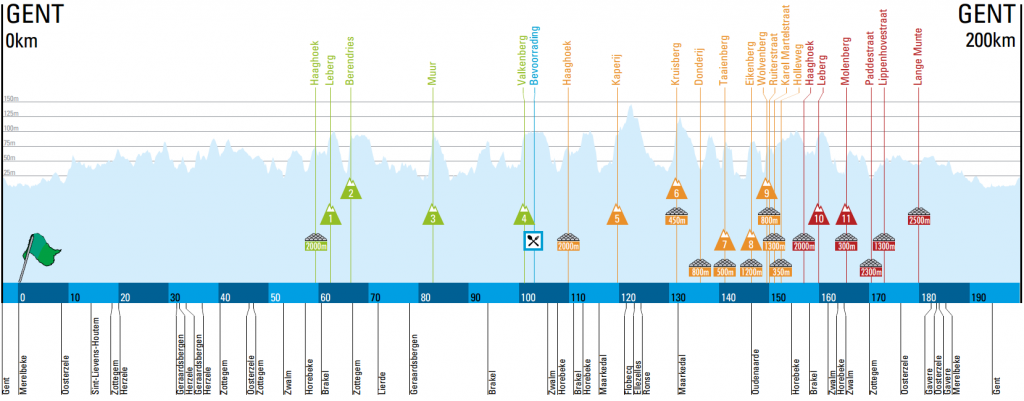 GENT
0km
GENT
200km
Haaghoek
Leberg
Berendries
Muur
Valkenberg
Bevoorrading
Haaghoek
Kaperij
Kruisberg
Donderij
Taaienberg
Eikenberg
Wolvenberg
Ruiterstraat
Karel Martelstraat
Holleweg
Haaghoek
Leberg
Molenberg
Paddestraat
Lippenhovestraat
Lange Munte
150m
125m
100m
75m
50m
25m
2000m
1
2
3
4
2000m
5
6
450m
800m
7
500m
8
1200m
9
800m
1300m
350m
2000m
10
11
300m
2300m
1300m
2500m
0
10
20
30
40
50
60
70
80
90
100
110
120
130
140
150
160
170
180
190
Gent
Merelbeke
Oosterzele
Sint-Lievens-Houtem
Zottegem
Herzele
Geraardsbergen
Herzele
Geraardsbergen
Herzele
Zottegem
Oosterzele
Zottegem
Zwalm
Horebeke
Brakel
Zottegem
Lierde
Geraardsbergen
Brakel
Zwalm
Horebeke
Brakel
Horebeke
Maarkedal
Flobecq
Ellezelles
Ronse
Maarkedal
Oudenaarde
Horebeke
Brakel
Zwalm
Horebeke
Zwalm
Zottegem
Oosterzele
Gavere
Oosterzele
Gavere
Merelbeke
Gent